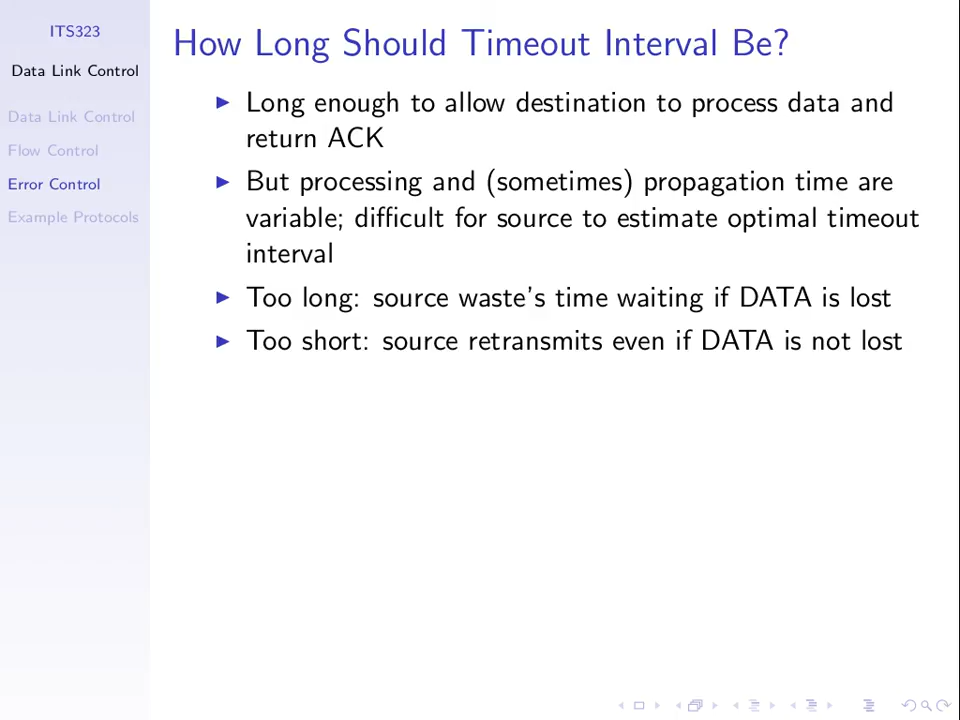 ITS323
Data Link Control
Data Link Control
Flow Control
Error Control
Example Protocols
How Long Should Timeout Interval Be?
Long enough to allow destination to process data and
return ACK
But processing and (sometimes) propagation time are
variable; difficult for source to estimate optimal timeout
interval
Too long: source waste's time waiting if DATA is lost
Too short: source retransmits even if DATA is not lost